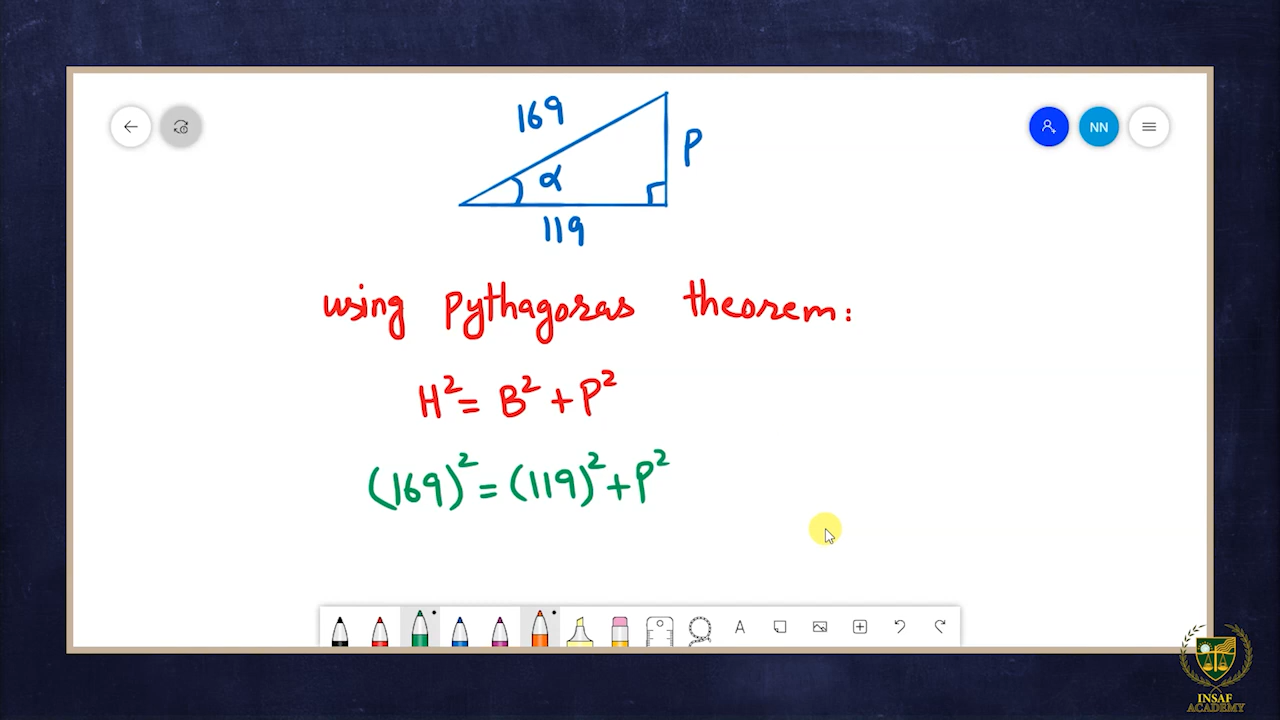 169
α
P
119
using Pythagoras theorem:
H² = B² + P²
(169)² = (119)² + P²
NN
A
INSAF
ACADEMY